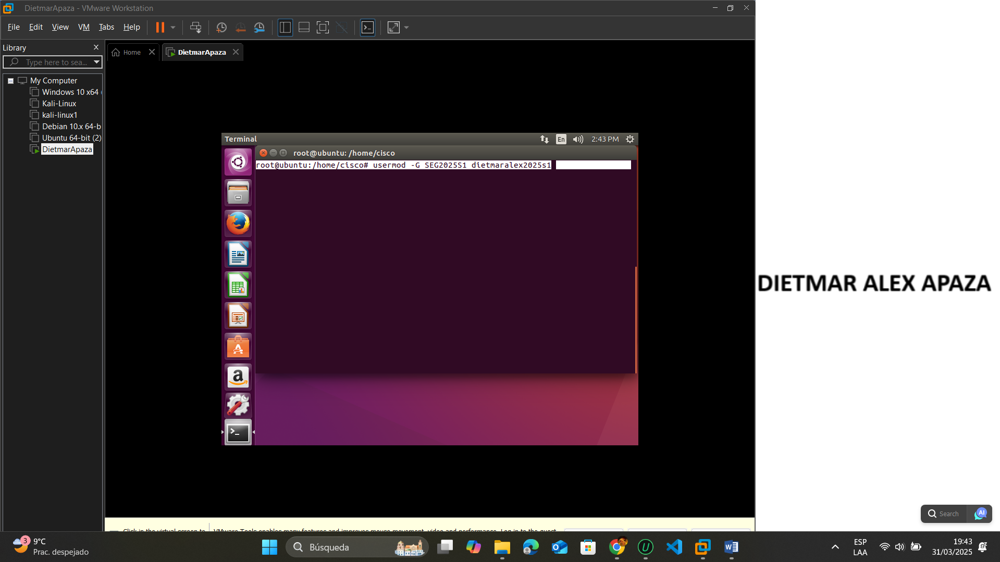 DietmarApaza - VMware Workstation
File Edit View VM Tabs Help
Library
Type here to sea...
Home
DietmarApaza
My Computer
Windows 10 x64
Kali-Linux
kali-linux1
Debian 10.x 64-b
Ubuntu 64-bit (2)
DietmarApaza
Terminal
En
2:43 PM
root@ubuntu: /home/cisco
root@ubuntu:/home/cisco# usermod -G SEG2025S1 dietmaralex2025s1
DIETMAR ALEX APAZA
Search
AI
Click in the virtual screen to
VMware Tools enables many features and improves mouse movement, video and performance. Log in to the guest
3
9°C
Prac. despejado
Búsqueda
ESP
LAA
19:43
31/03/2025